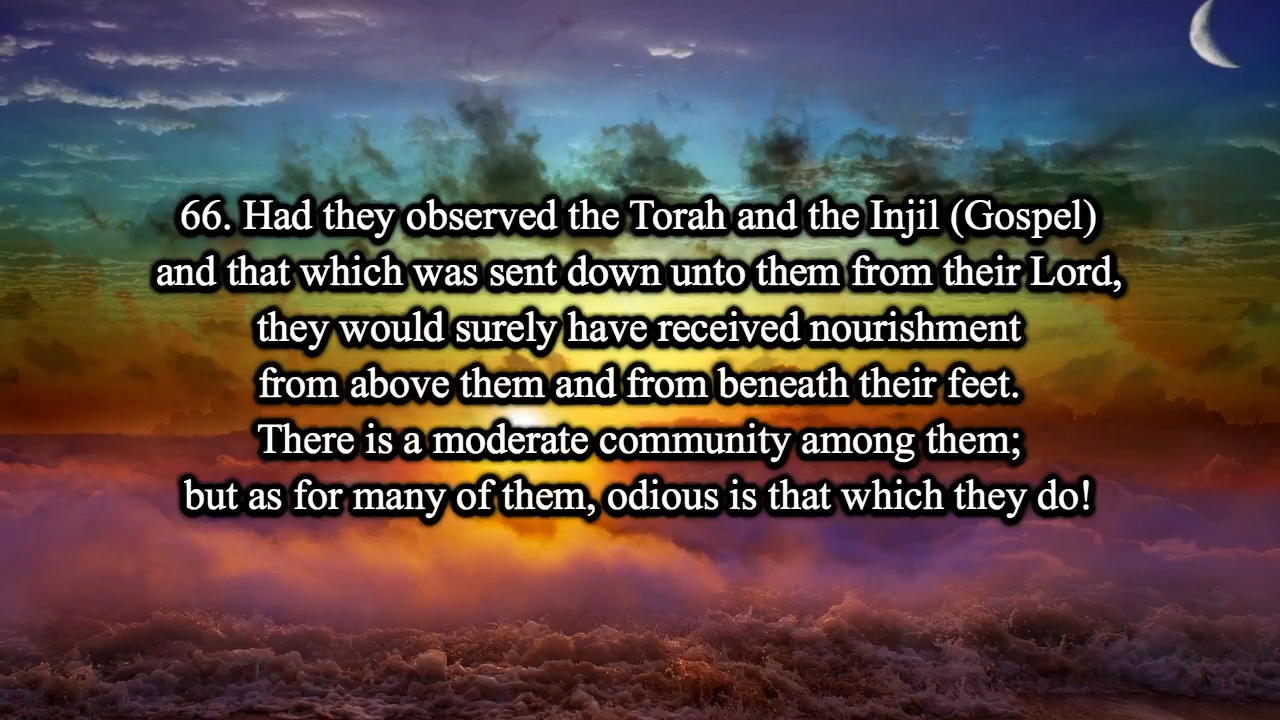 66. Had they observed the Torah and the Injil (Gospel)
and that which was sent down unto them from their Lord,
they would surely have received nourishment
from above them and from beneath their feet.
There is a moderate community among them;
but as for many of them, odious is that which they do!